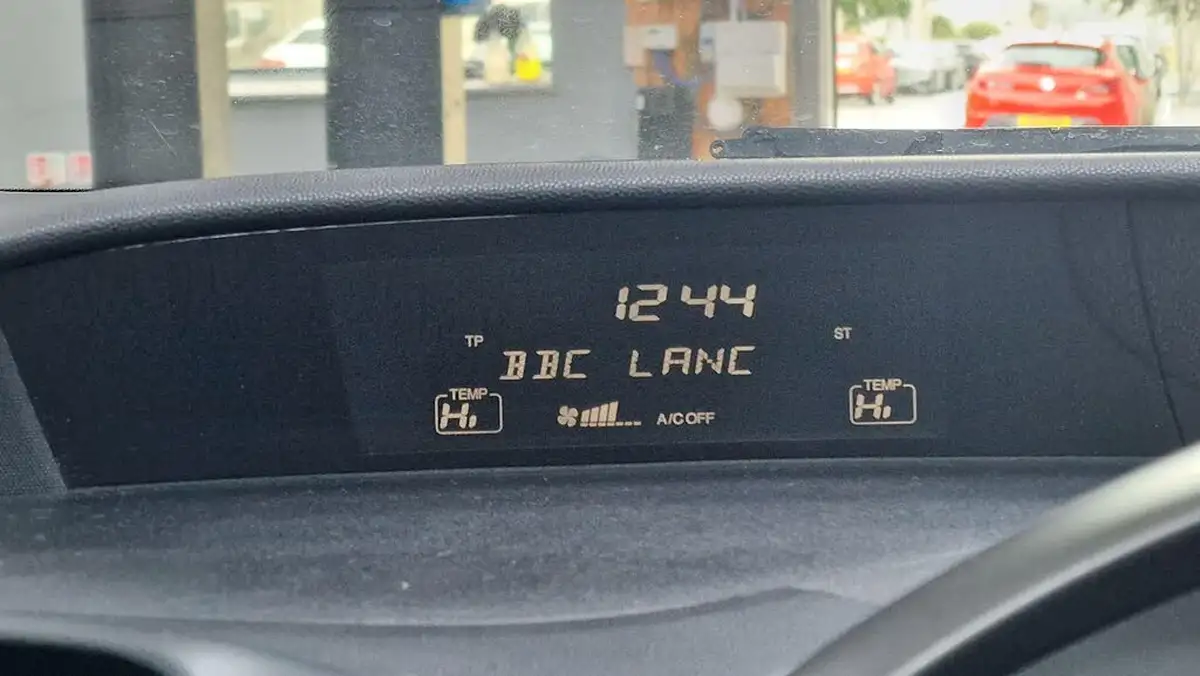 12 44
TP
ST
BBC LANC
TEMP
Hi
A/C OFF
TEMP
Hi